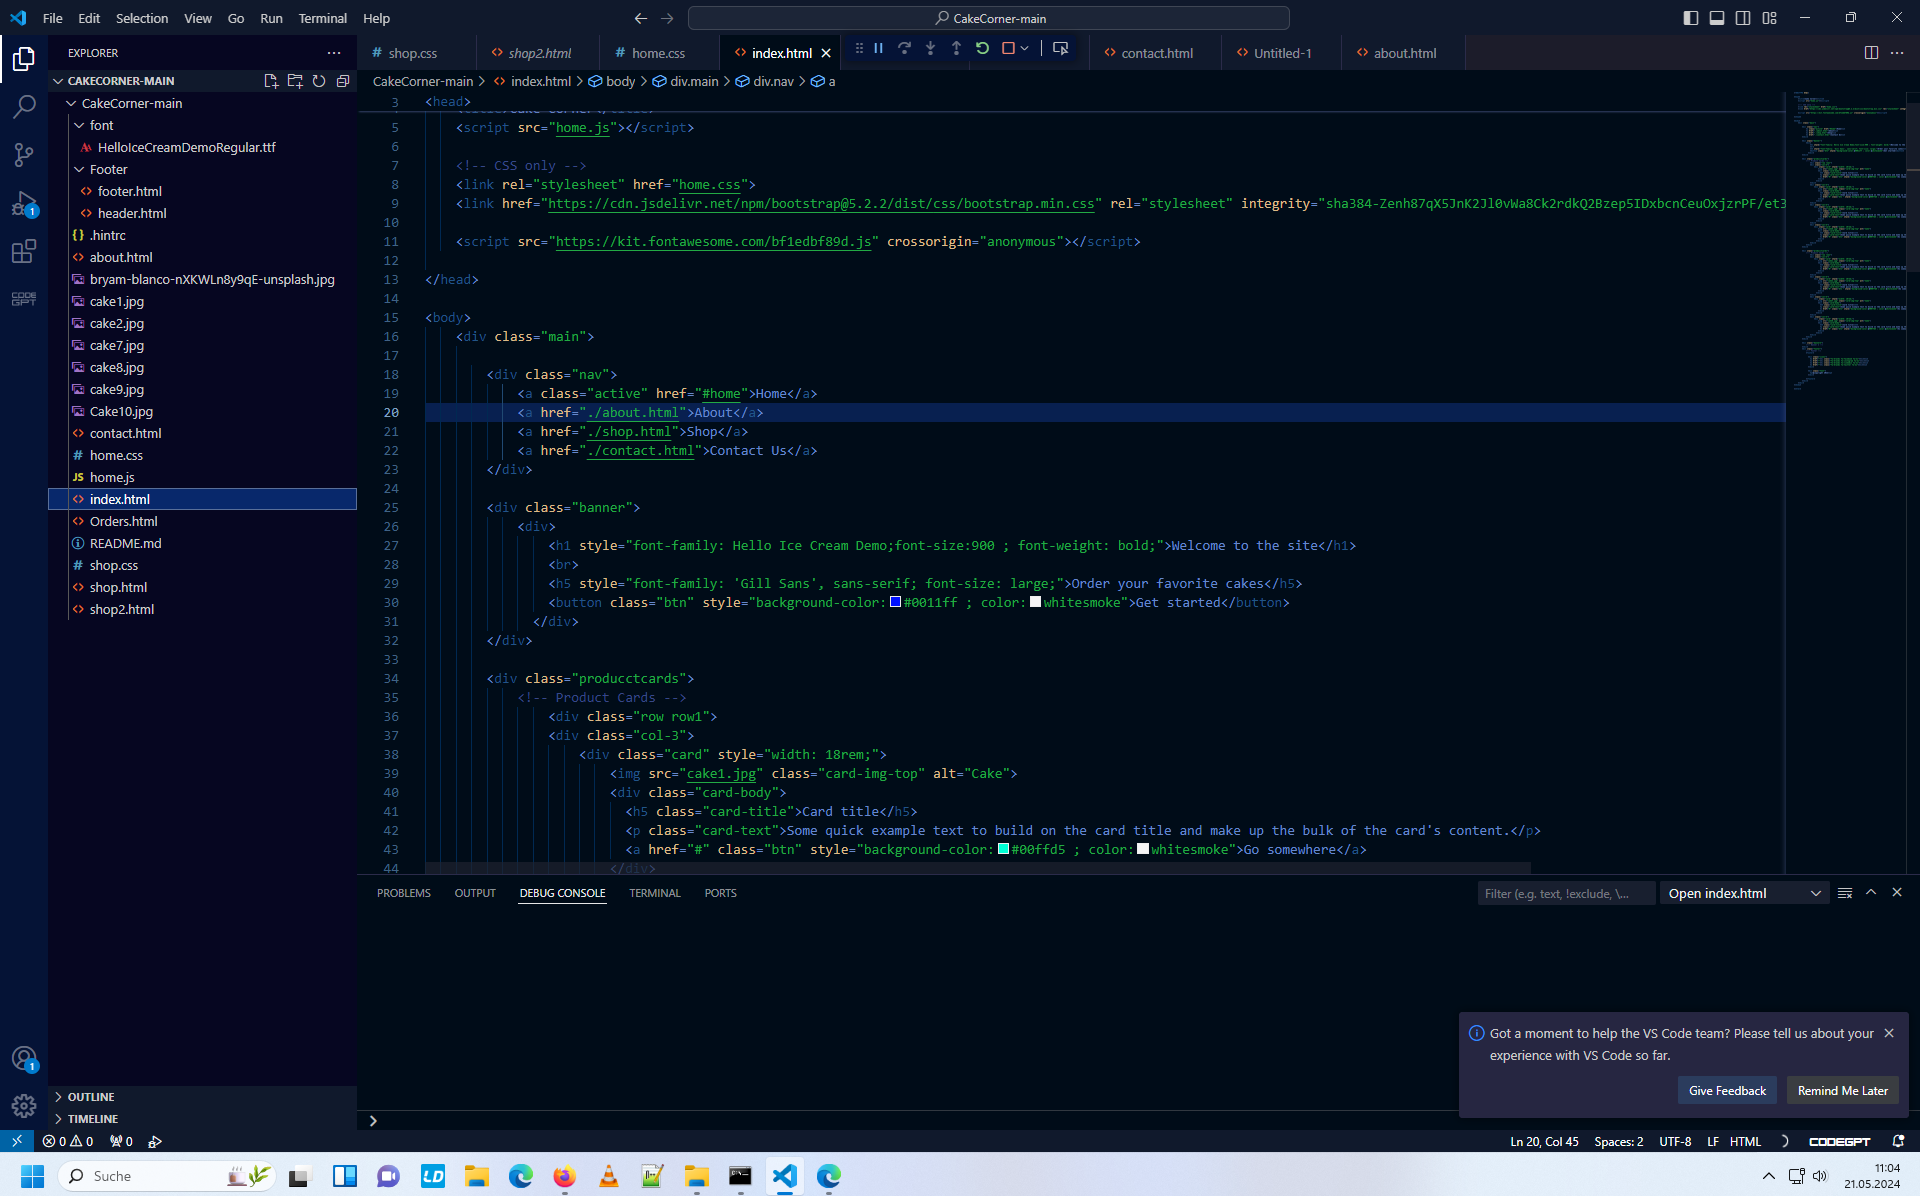 File Edit Selection View Go Run Terminal Help
CakeCorner-main
EXPLORER
CAKECORNER-MAIN
CakeCorner-main
font
HelloIceCreamDemoRegular.ttf
Footer
footer.html
header.html
.hintrc
about.html
bryam-blanco-nXKWLn8y9qE-unsplash.jpg
cake1.jpg
cake2.jpg
cake7.jpg
cake8.jpg
cake9.jpg
Cake10.jpg
contact.html
home.css
home.js
index.html
Orders.html
README.md
shop.css
shop.html
shop2.html
OUTLINE
TIMELINE
CODE GPT
1
1
shop.css shop2.html home.css index.html contact.html Untitled-1 about.html
CakeCorner-main > index.html > body > div.main > div.nav > a
3 <head>
5 <script src="home.js"></script>
6
7 <!-- CSS only -->
8 <link rel="stylesheet" href="home.css">
9 <link href="https://cdn.jsdelivr.net/npm/bootstrap@5.2.2/dist/css/bootstrap.min.css" rel="stylesheet" integrity="sha384-Zenh87qX5JnK2Jl0vWa8Ck2rdkQ2Bzep5IDxbcnCeuOxjzrPF/et3
10
11 <script src="https://kit.fontawesome.com/bf1edbf89d.js" crossorigin="anonymous"></script>
12
13 </head>
14
15 <body>
16 <div class="main">
17
18 <div class="nav">
19 <a class="active" href="#home">Home</a>
20 <a href="./about.html">About</a>
21 <a href="./shop.html">Shop</a>
22 <a href="./contact.html">Contact Us</a>
23 </div>
24
25 <div class="banner">
26 <div>
27 <h1 style="font-family: Hello Ice Cream Demo;font-size:900 ; font-weight: bold;">Welcome to the site</h1>
28 <br>
29 <h5 style="font-family: 'Gill Sans', sans-serif; font-size: large;">Order your favorite cakes</h5>
30 <button class="btn" style="background-color:#0011ff ; color:whitesmoke">Get started</button>
31 </div>
32 </div>
33
34 <div class="producctcards">
35 <!-- Product Cards -->
36 <div class="row row1">
37 <div class="col-3">
38 <div class="card" style="width: 18rem;">
39 <img src="cake1.jpg" class="card-img-top" alt="Cake">
40 <div class="card-body">
41 <h5 class="card-title">Card title</h5>
42 <p class="card-text">Some quick example text to build on the card title and make up the bulk of the card's content.</p>
43 <a href="#" class="btn" style="background-color:#00ffd5 ; color:whitesmoke">Go somewhere</a>
44 </div>
PROBLEMS OUTPUT DEBUG CONSOLE TERMINAL PORTS
Filter (e.g. text, !exclude, \...
Open index.html
Got a moment to help the VS Code team? Please tell us about your
experience with VS Code so far.
Give Feedback Remind Me Later
0 0 0
Ln 20, Col 45 Spaces: 2 UTF-8 LF HTML CODEGPT
Suche
LD
11:04
21.05.2024